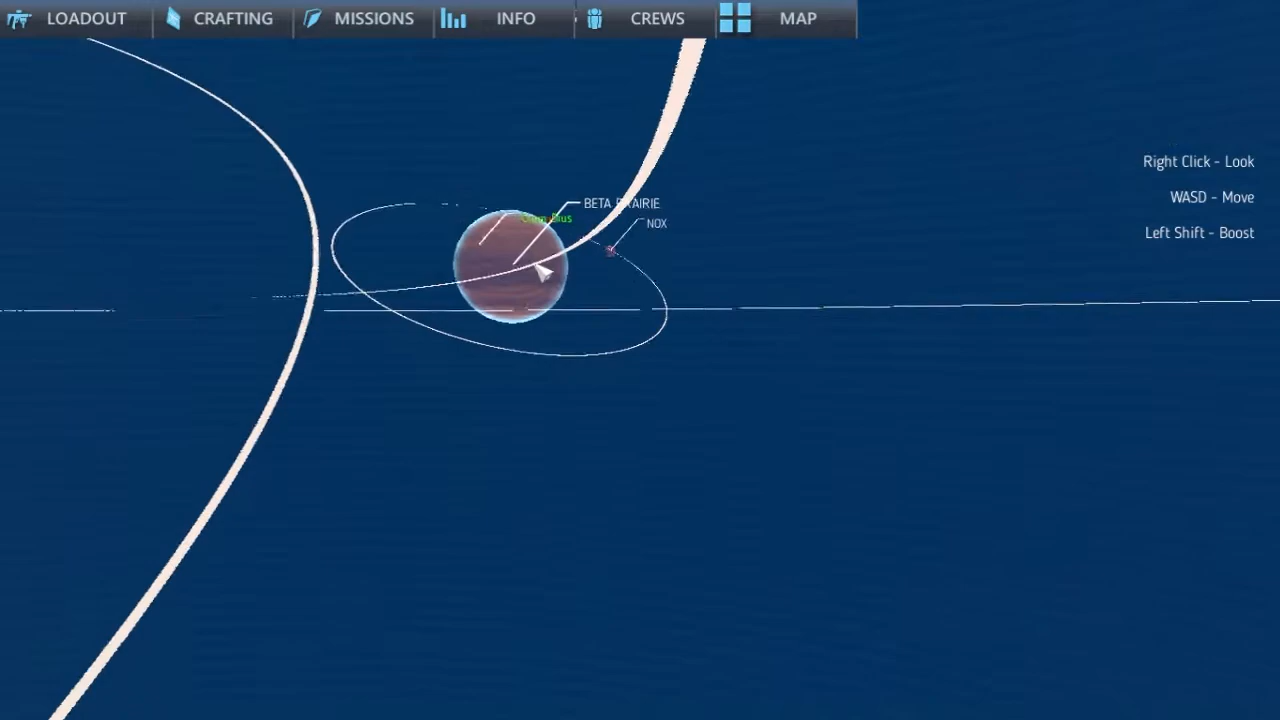 LOADOUT
CRAFTING
MISSIONS
INFO
CREWS
MAP
Right Click - Look
WASD - Move
Left Shift - Boost
BETA PRAIRIE
NOX